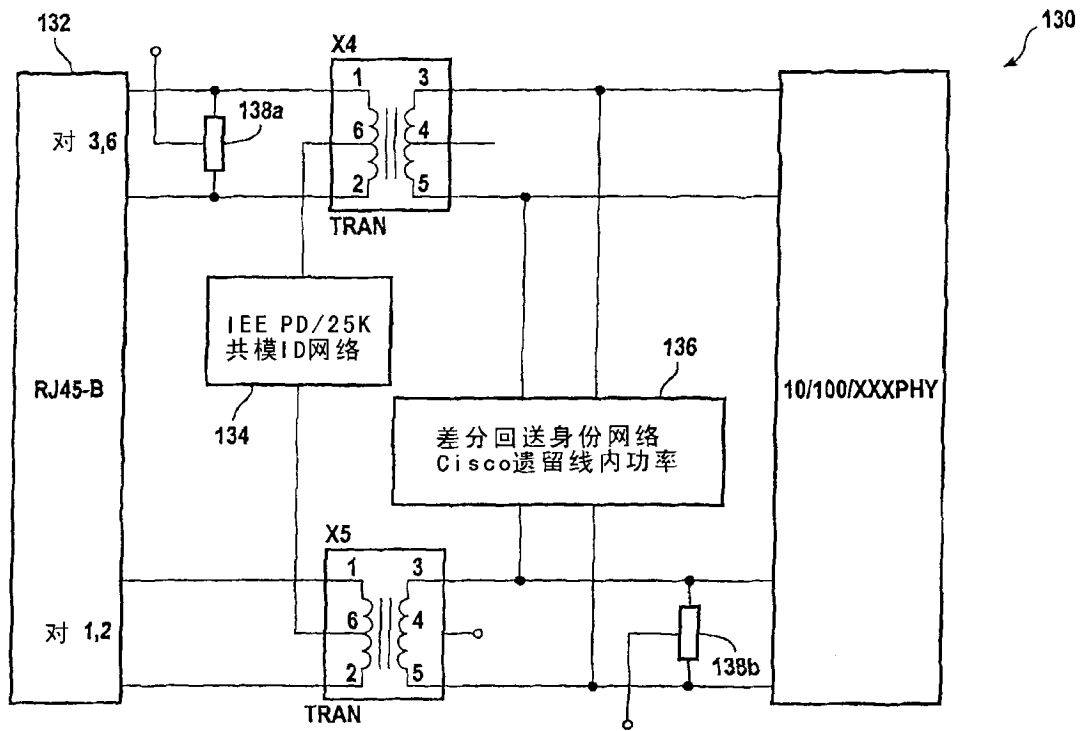 130
132
X4
1
3
138a
对 3,6
6
4
2
5
TRAN
IEE PD/25K
共模ID网络
136
RJ45-B
10/100/XXXPHY
134
差分回送身份网络
Cisco遗留线内功率
X5
1
3
对 1,2
6
4
138b
2
5
TRAN